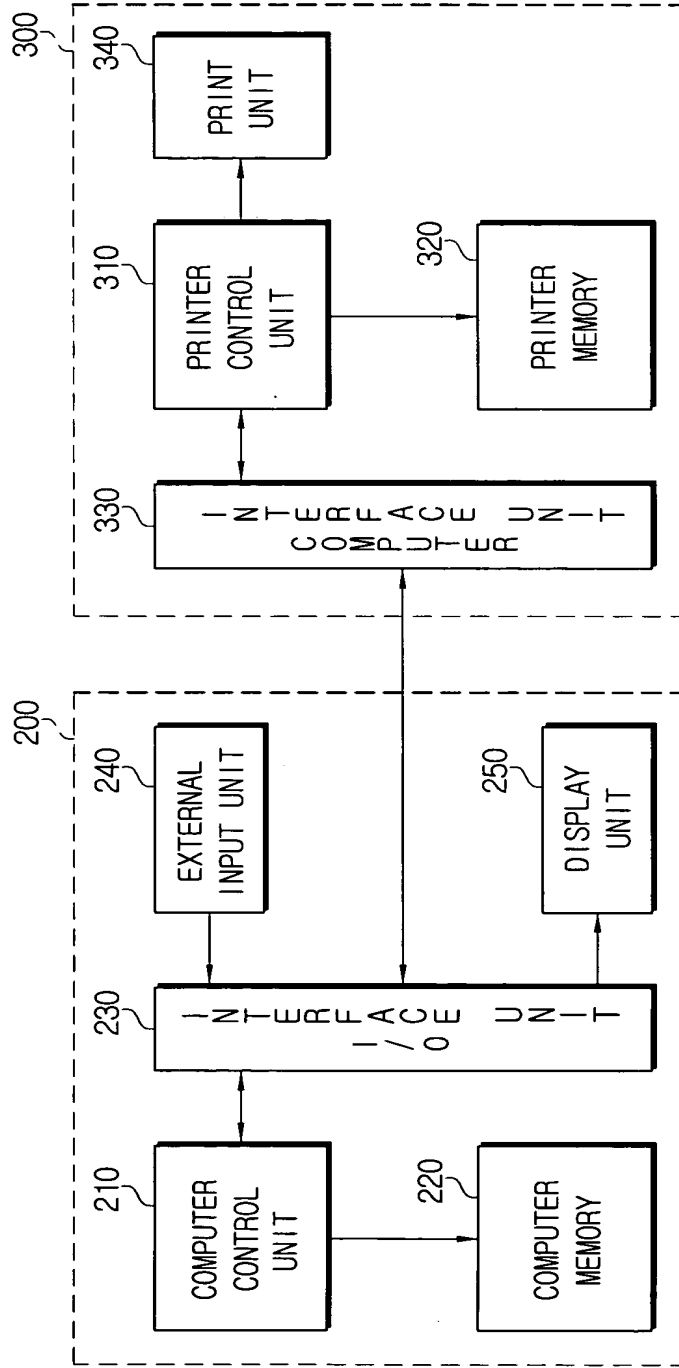 200
210
COMPUTER
CONTROL
UNIT
220
COMPUTER
MEMORY
230
I/O
INTERFACE UNIT
240
EXTERNAL
INPUT UNIT
250
DISPLAY
UNIT
300
330
COMPUTER
INTERFACE UNIT
310
PRINTER
CONTROL
UNIT
320
PRINTER
MEMORY
340
PRINT
UNIT